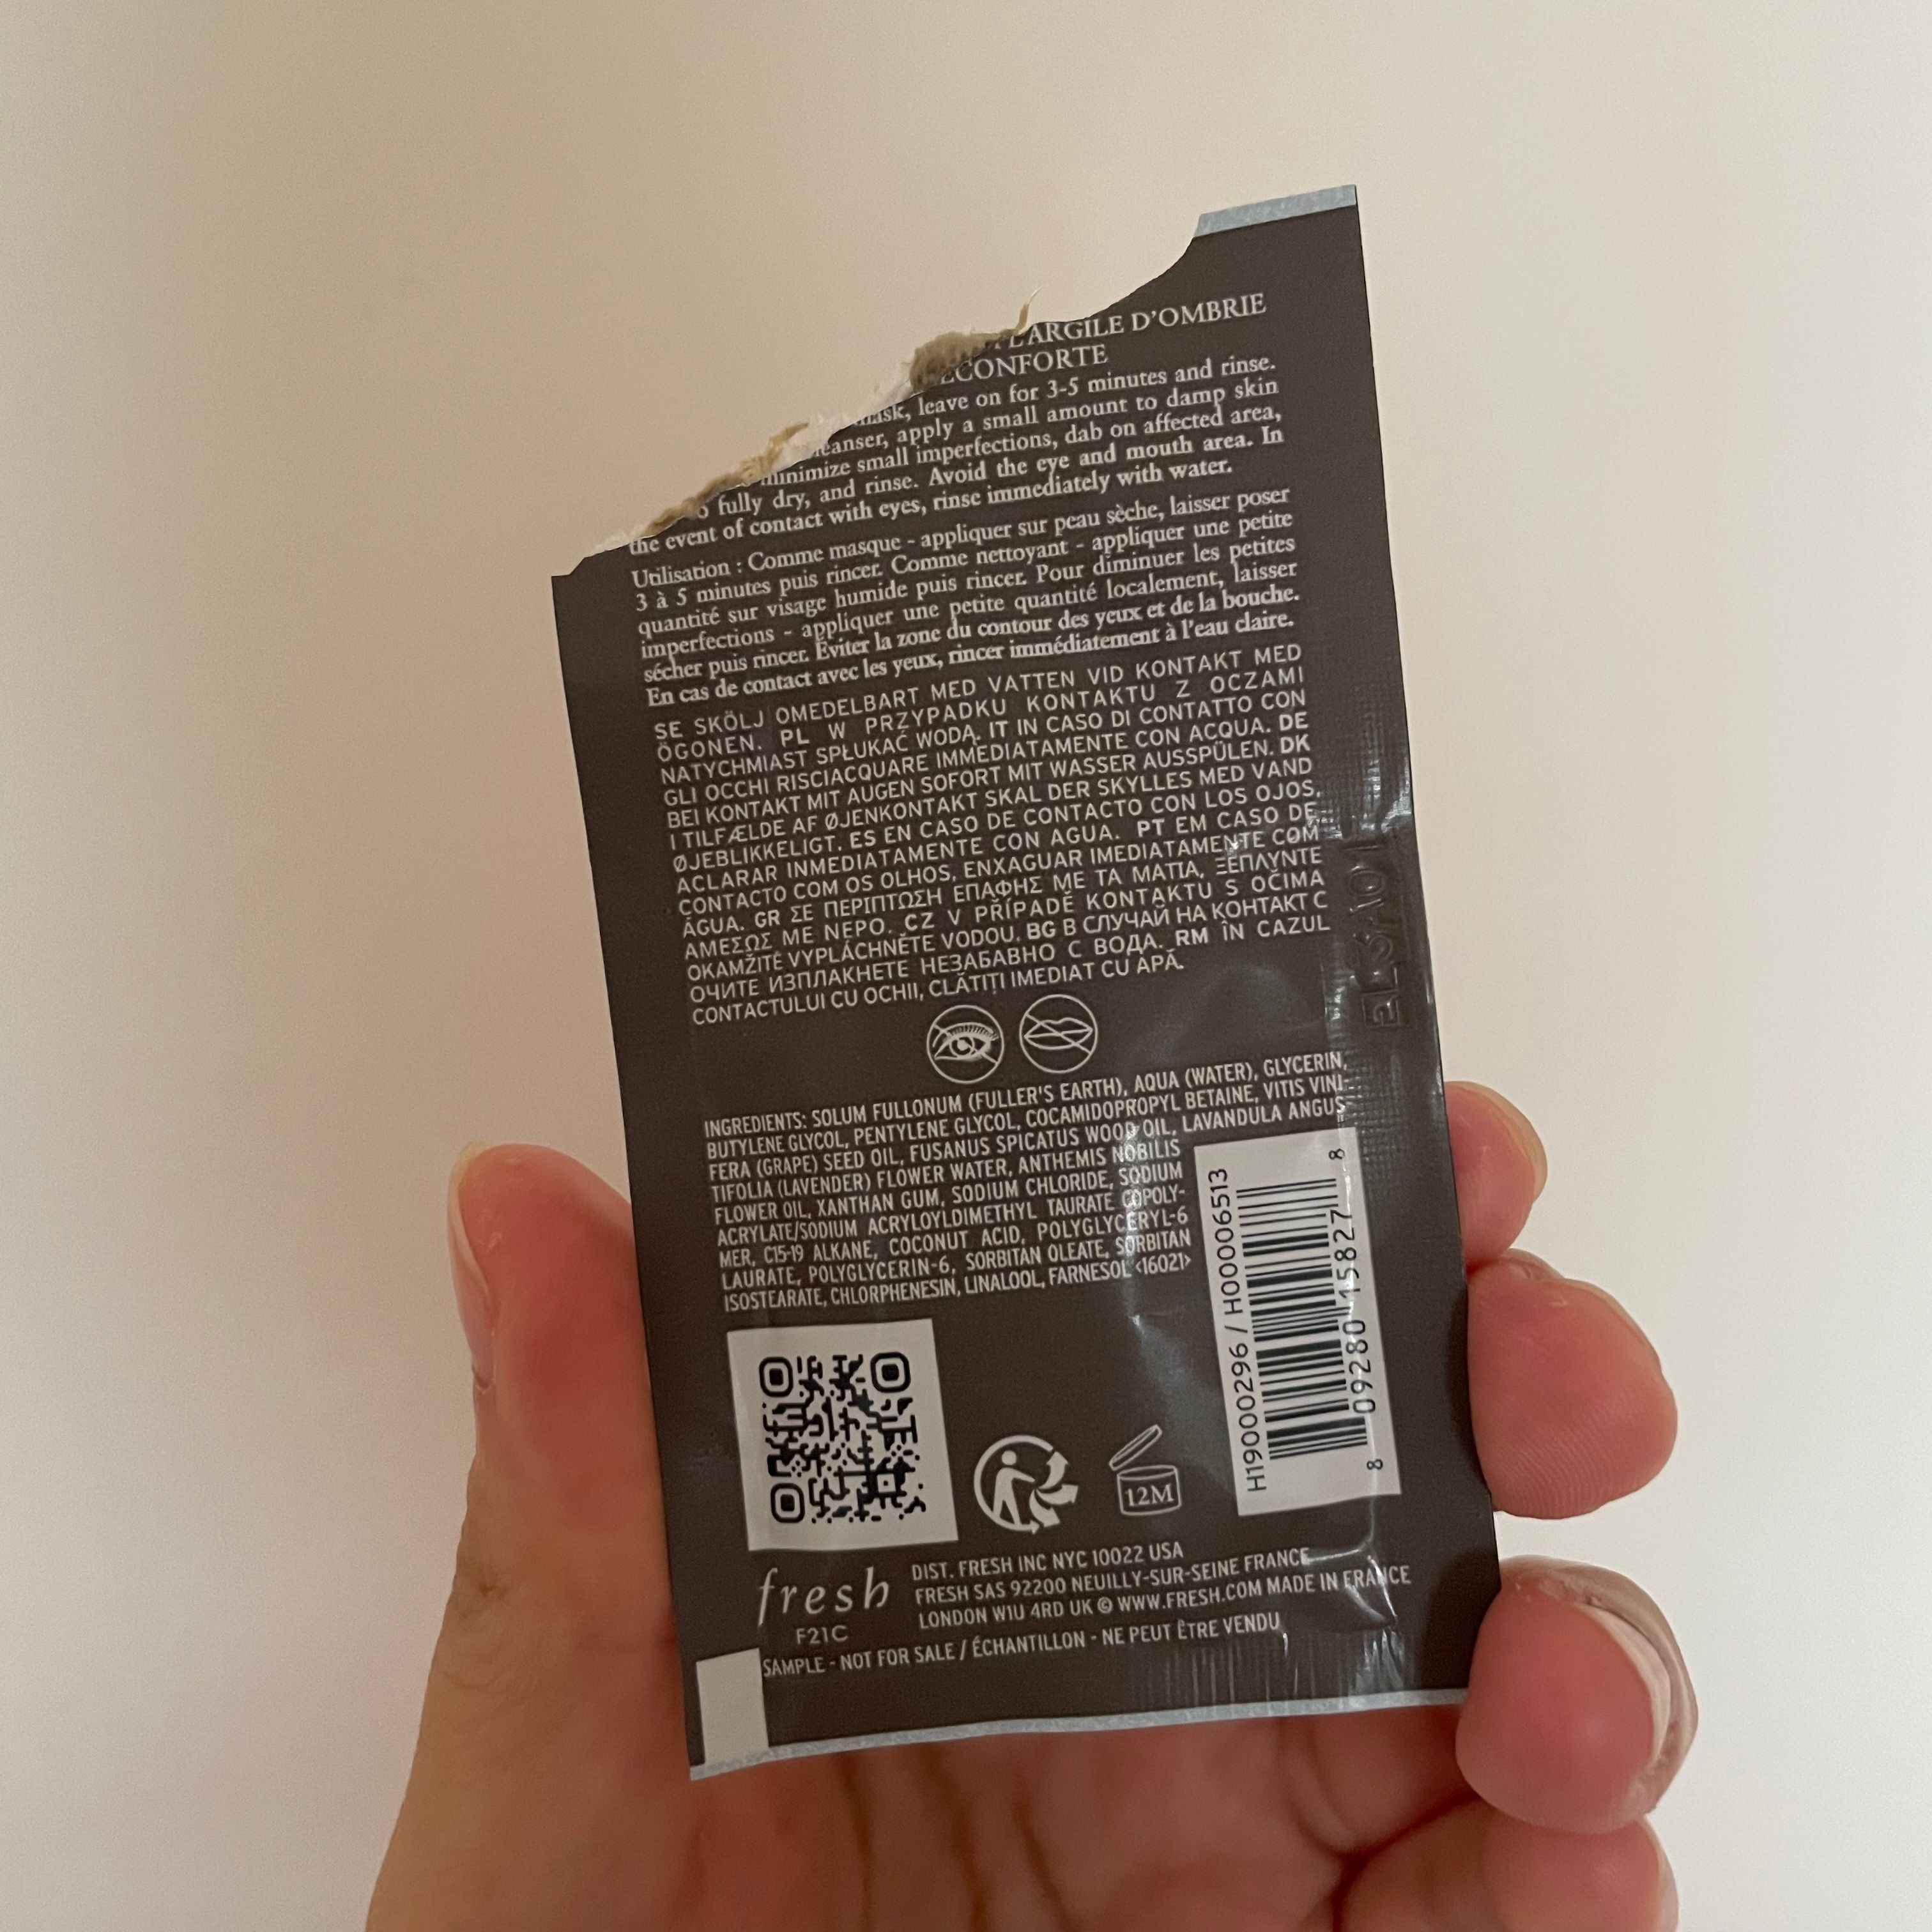 ARGILE D'OMBRIE
leave on for 3-5 minutes and rinse.
apply a small amount to damp skin
minimize small imperfections, dab on affected area,
fully dry, and rinse. Avoid the eye and mouth area. In
the event of contact with eyes, rinse immediately with water.
Utilisation : Comme masque - appliquer sur peau sèche, laisser poser
3 à 5 minutes puis rincer. Comme nettoyant - appliquer une petite
quantité sur visage humide puis rincer. Pour diminuer les petites
imperfections - appliquer une petite quantité localement, laisser
sécher puis rincer. Éviter la zone du contour des yeux et de la bouche.
En cas de contact avec les yeux, rincer immédiatement à l'eau claire.
SE SKÖLJ OMEDELBART MED VATTEN VID KONTAKT MED
ÖGONEN. PL W PRZYPADKU KONTAKTU Z OCZAMI
NATYCHMIAST SPŁUKAĆ WODĄ. IT IN CASO DI CONTATTO CON
GLI OCCHI RISCIACQUARE IMMEDIATAMENTE CON ACQUA. DE
BEI KONTAKT MIT AUGEN SOFORT MIT WASSER AUSSPÜLEN. DK
I TILFÆLDE AF ØJENKONTAKT SKAL DER SKYLLES MED VAND
ØJEBLIKKELIGT. ES EN CASO DE CONTACTO CON LOS OJOS,
ACLARAR INMEDIATAMENTE CON AGUA. PT EM CASO DE
CONTACTO COM OS OLHOS, ENXAGUAR IMEDIATAMENTE COM
ÁGUA. GR ΣΕ ΠΕΡΙΠΤΩΣΗ ΕΠΑΦΗΣ ΜΕ ΤΑ ΜΑΤΙΑ, ΞΕΠΛΥΝΤΕ
ΑΜΕΣΩΣ ΜΕ ΝΕΡΟ. CZ V PŘÍPADĚ KONTAKTU S OČIMA
OKAMŽITĚ VYPLÁCHNĚTE VODOU. BG В СЛУЧАЙ НА КОНТАКТ С
ОЧИТЕ ИЗПЛАКНЕТЕ НЕЗАБАВНО С ВОДА. RM ÎN CAZUL
CONTACTULUI CU OCHII, CLĂTIȚI IMEDIAT CU APĂ.
INGREDIENTS: SOLUM FULLONUM (FULLER'S EARTH), AQUA (WATER), GLYCERIN,
BUTYLENE GLYCOL, PENTYLENE GLYCOL, COCAMIDOPROPYL BETAINE, VITIS VINI-
FERA (GRAPE) SEED OIL, FUSANUS SPICATUS WOOD OIL, LAVANDULA ANGUS-
TIFOLIA (LAVENDER) FLOWER WATER, ANTHEMIS NOBILIS
FLOWER OIL, XANTHAN GUM, SODIUM CHLORIDE, SODIUM
ACRYLATE/SODIUM ACRYLOYLDIMETHYL TAURATE COPOLY-
MER, C15-19 ALKANE, COCONUT ACID, POLYGLYCERYL-6
LAURATE, POLYGLYCERIN-6, SORBITAN OLEATE, SORBITAN
ISOSTEARATE, CHLORPHENESIN, LINALOOL, FARNESOL <16021>
H19000296 / H00006513
8 09280 15827 8
12M
fresh
F21C
DIST. FRESH INC NYC 10022 USA
FRESH SAS 92200 NEUILLY-SUR-SEINE FRANCE
LONDON W1U 4RD UK © WWW.FRESH.COM MADE IN FRANCE
SAMPLE - NOT FOR SALE / ÉCHANTILLON - NE PEUT ÊTRE VENDU